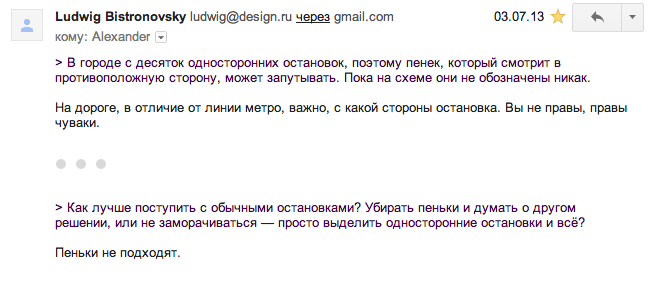 Ludwig Bistronovsky ludwig@design.ru через gmail.com 03.07.13
кому: Alexander
> В городе с десяток односторонних остановок, поэтому пенек, который смотрит в
противоположную сторону, может запутывать. Пока на схеме они не обозначены никак.
На дороге, в отличие от линии метро, важно, с какой стороны остановка. Вы не правы, правы
чуваки.
> Как лучше поступить с обычными остановками? Убирать пеньки и думать о другом
решении, или не заморачиваться — просто выделить односторонние остановки и всё?
Пеньки не подходят.